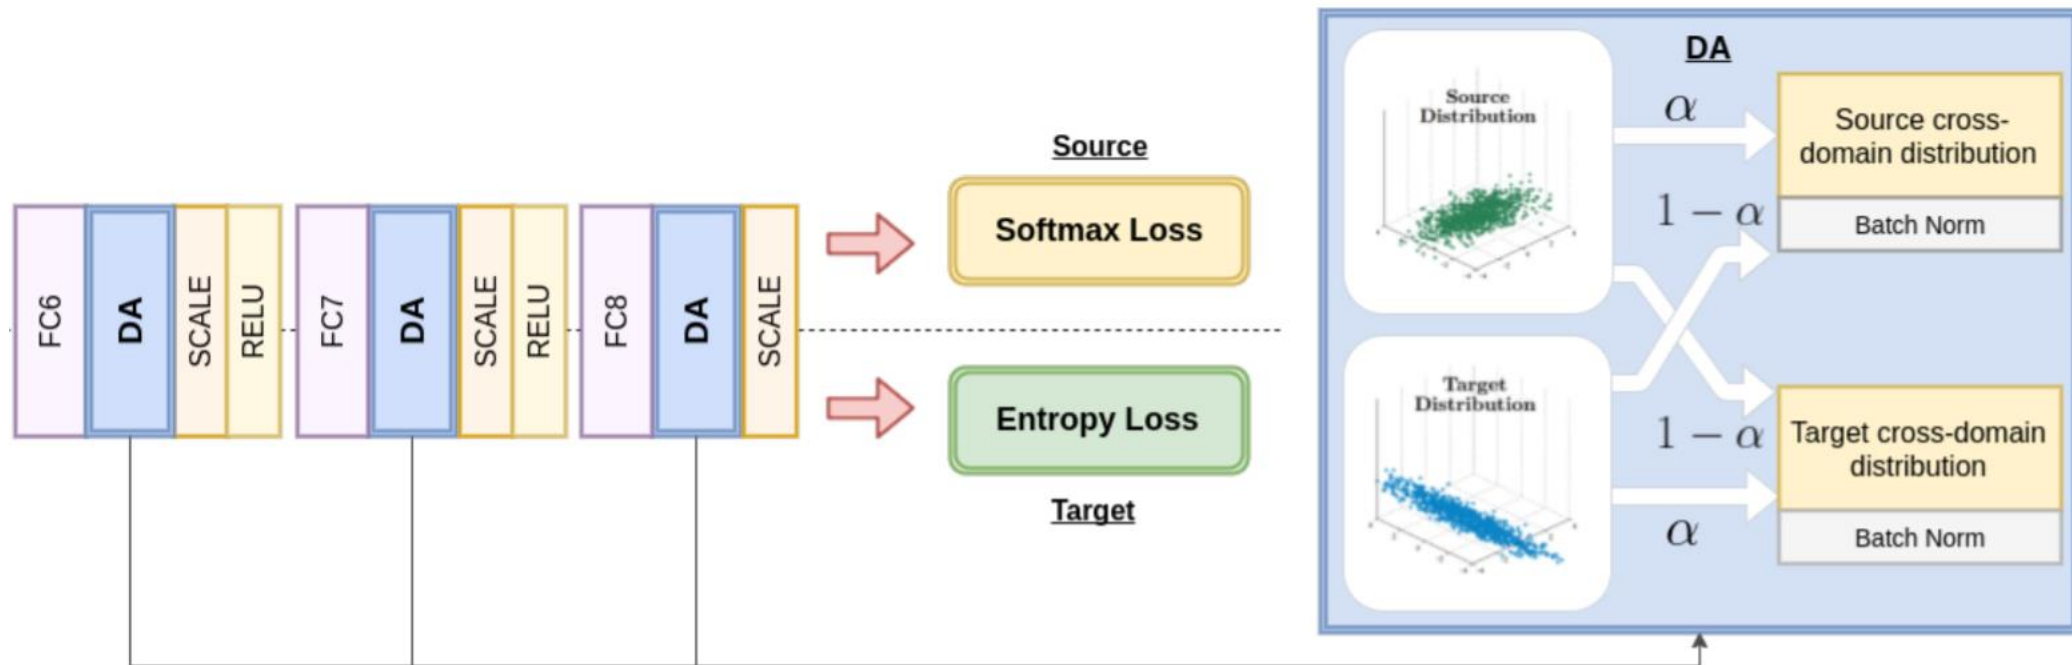 FC6
DA
SCALE
RELU
FC7
DA
SCALE
RELU
FC8
DA
SCALE
Source
Softmax Loss
Entropy Loss
Target
DA
Source
Distribution
α
Source cross-
domain distribution
1 − α
Batch Norm
Target
Distribution
1 − α
Target cross-domain
distribution
α
Batch Norm